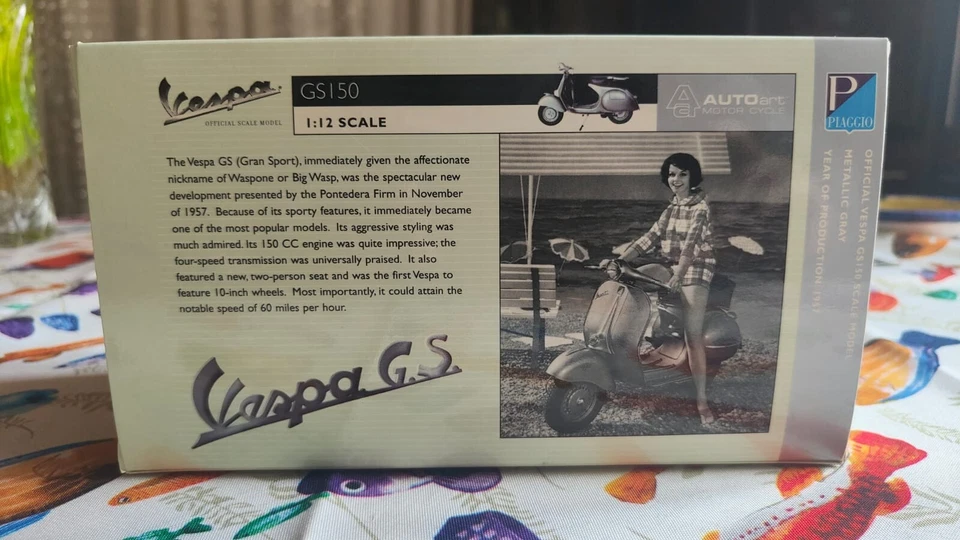 Vespa
OFFICIAL SCALE MODEL
GS150
1:12 SCALE
AUTOart
MOTOR CYCLE
P
PIAGGIO
The Vespa GS (Gran Sport), immediately given the affectionate
nickname of Waspone or Big Wasp, was the spectacular new
development presented by the Pontedera Firm in November
of 1957. Because of its sporty features, it immediately became
one of the most popular models. Its aggressive styling was
much admired. Its 150 CC engine was quite impressive; the
four-speed transmission was universally praised. It also
featured a new, two-person seat and was the first Vespa to
feature 10-inch wheels. Most importantly, it could attain the
notable speed of 60 miles per hour.
Vespa G.S.
OFFICIAL VESPA GS150 SCALE MODEL
METALLIC GRAY
YEAR OF PRODUCTION